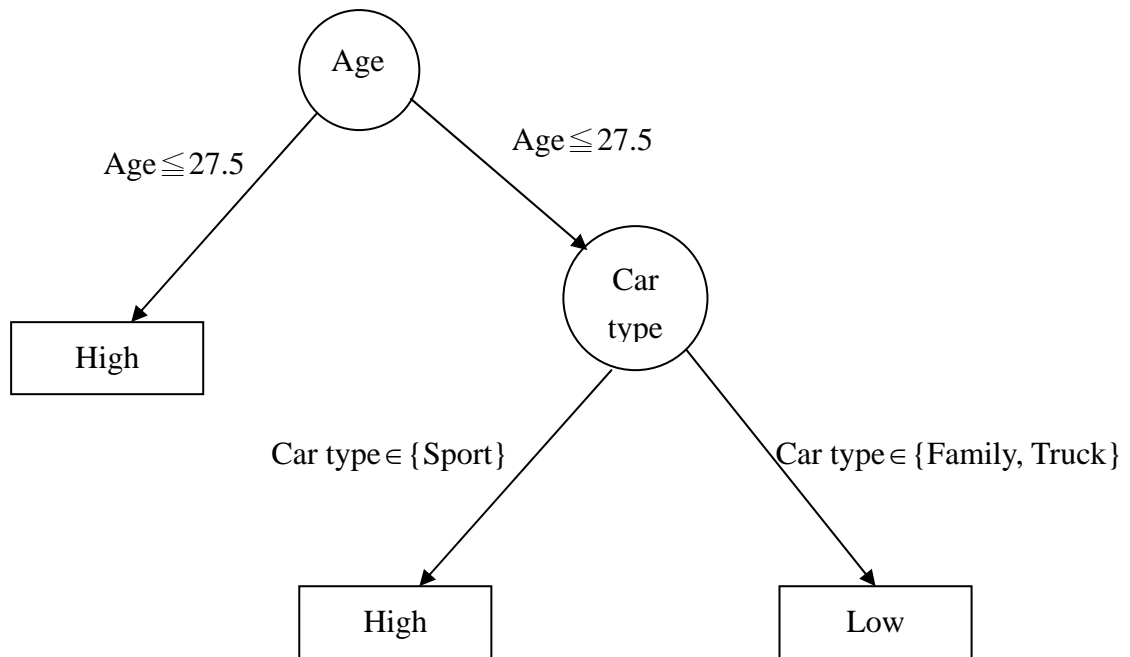 Age
Age≦27.5
Age≦27.5
Car
type
High
Car type∈{Sport}
Car type∈{Family, Truck}
High
Low